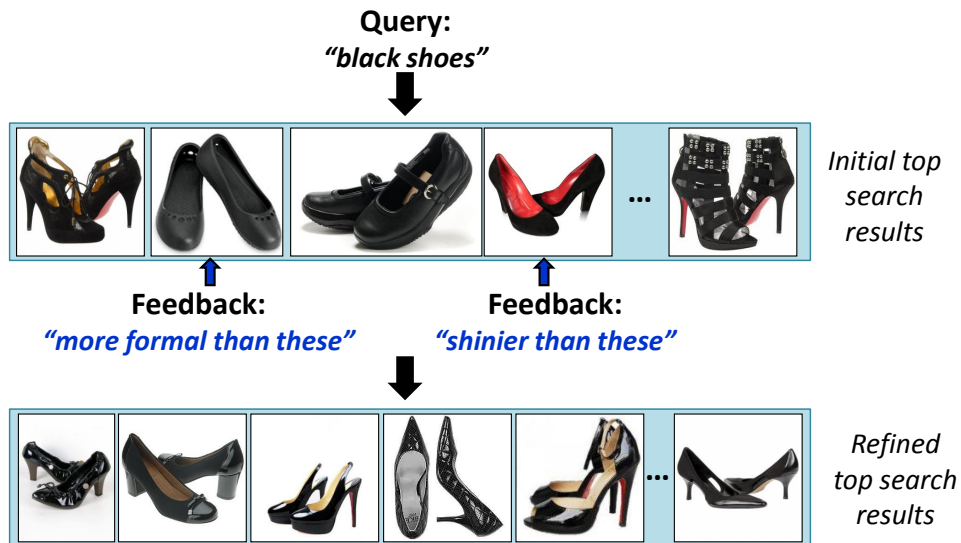 Query:
“black shoes”
...
Initial top
search
results
Feedback:
“more formal than these”
Feedback:
“shinier than these”
...
Refined
top search
results